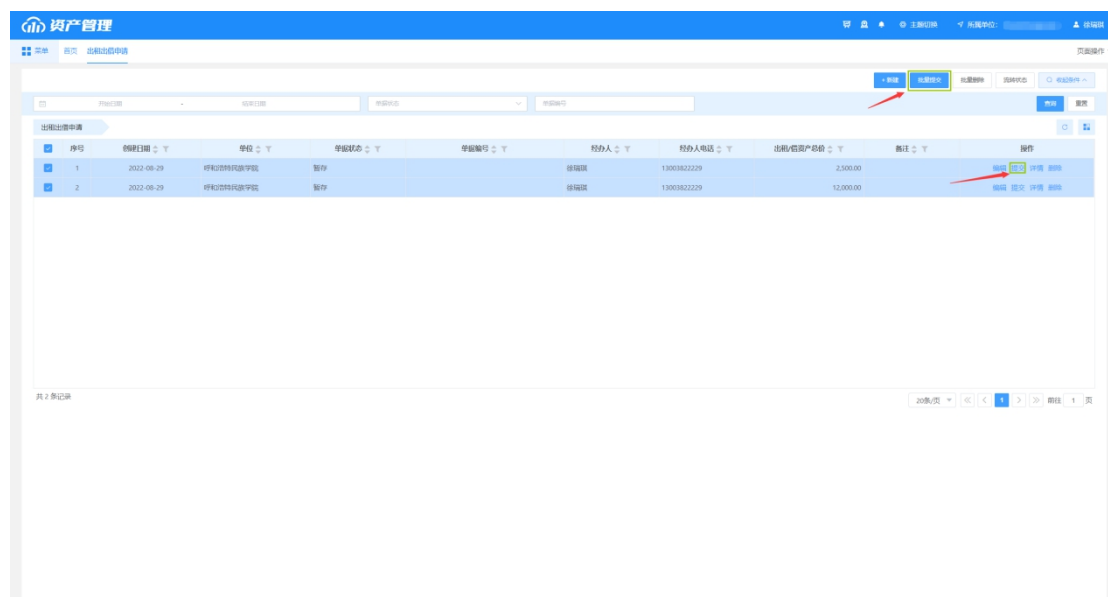 资产管理
主题切换 所属单位: 徐瑞琪
菜单 首页 出租出借申请 页面操作
+ 新建 批量提交 批量删除 流转状态 收起条件
开始日期 - 结束日期 单据状态 单据编号 查询 重置
出租出借申请
序号 创建日期 单位 单据状态 单据编号 经办人 经办人电话 出租/借资产总价 备注 操作
1 2022-08-29 呼和浩特民族学院 暂存 徐瑞琪 13003822229 2,500.00 编辑 提交 详情 删除
2 2022-08-29 呼和浩特民族学院 暂存 徐瑞琪 13003822229 12,000.00 编辑 提交 详情 删除
共 2 条记录 20条/页 1 前往 1 页